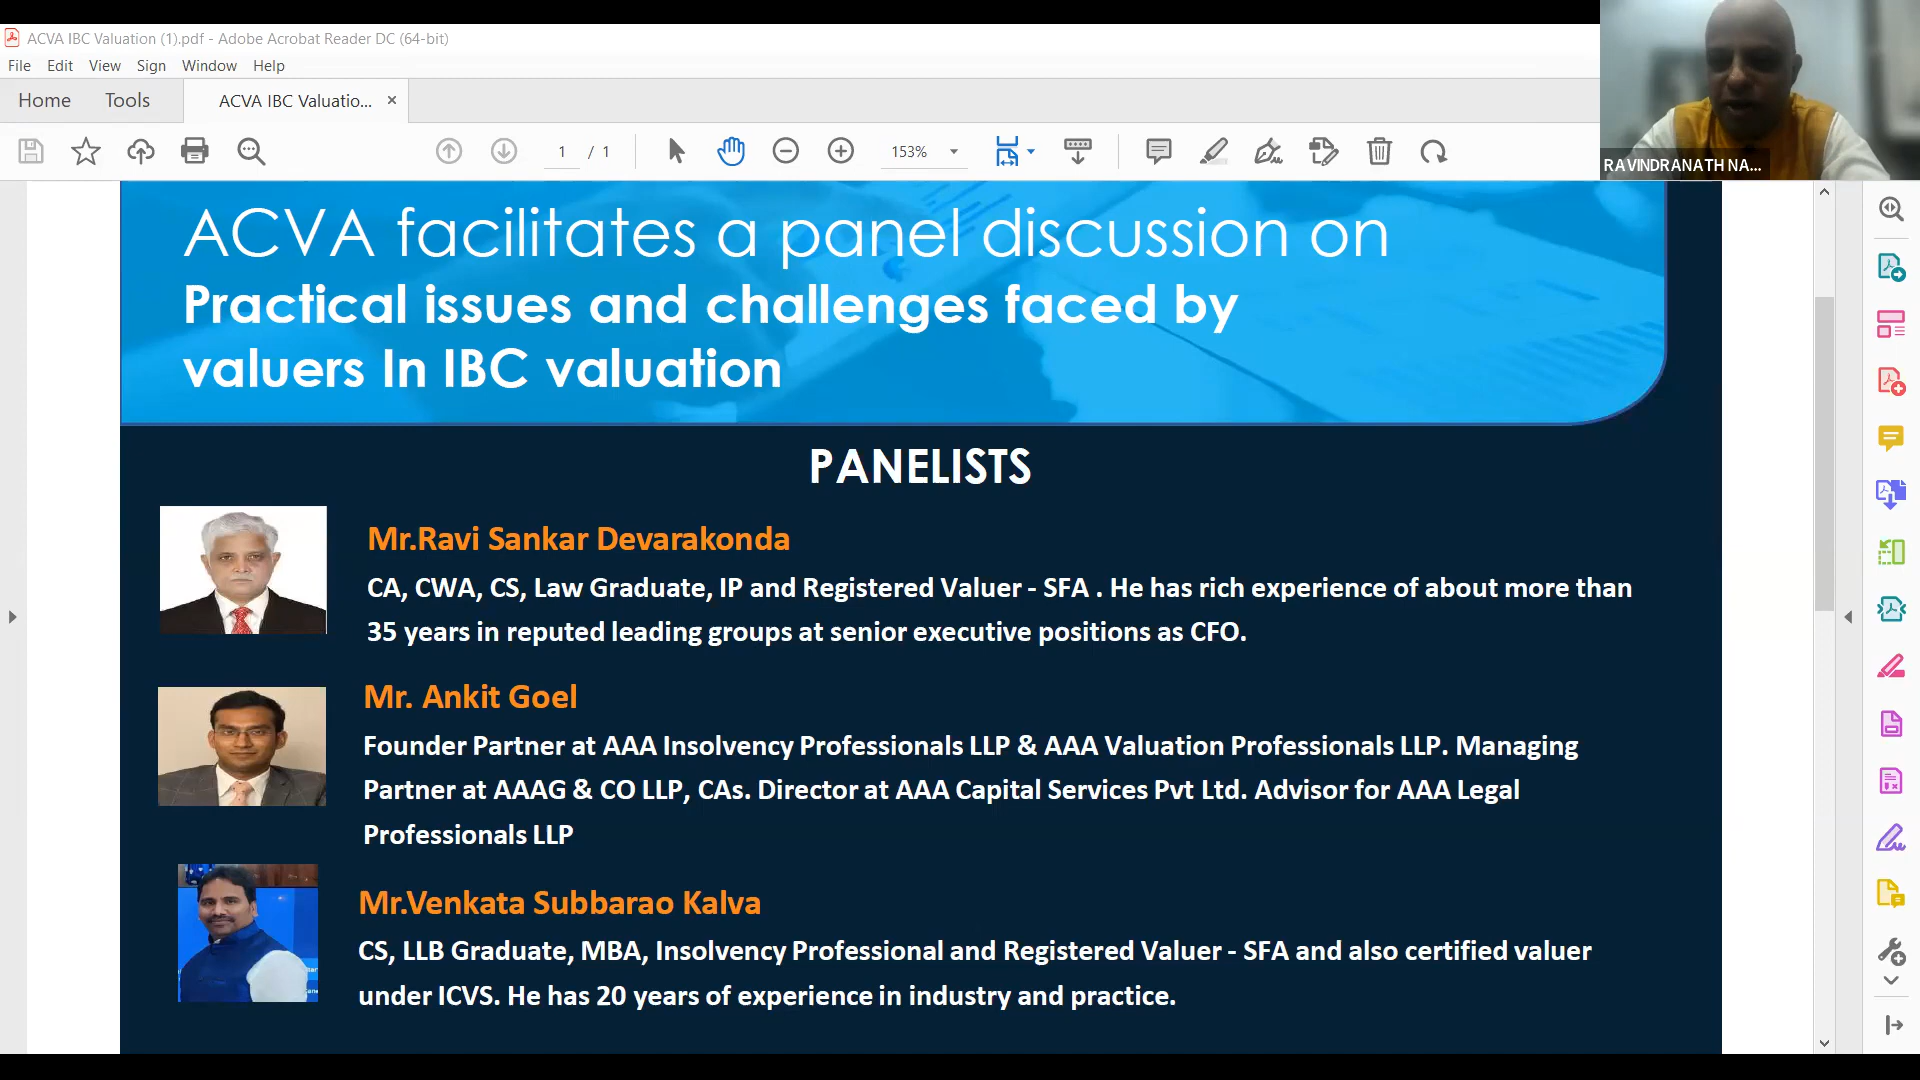 ACVA IBC Valuation (1).pdf - Adobe Acrobat Reader DC (64-bit)
File Edit View Sign Window Help
Home Tools ACVA IBC Valuatio... ×
1 / 1 153%
RAVINDRANATH NA...
ACVA facilitates a panel discussion on
Practical issues and challenges faced by
valuers In IBC valuation
PANELISTS
Mr.Ravi Sankar Devarakonda
CA, CWA, CS, Law Graduate, IP and Registered Valuer - SFA . He has rich experience of about more than
35 years in reputed leading groups at senior executive positions as CFO.
Mr. Ankit Goel
Founder Partner at AAA Insolvency Professionals LLP & AAA Valuation Professionals LLP. Managing
Partner at AAAG & CO LLP, CAs. Director at AAA Capital Services Pvt Ltd. Advisor for AAA Legal
Professionals LLP
Mr.Venkata Subbarao Kalva
CS, LLB Graduate, MBA, Insolvency Professional and Registered Valuer - SFA and also certified valuer
under ICVS. He has 20 years of experience in industry and practice.